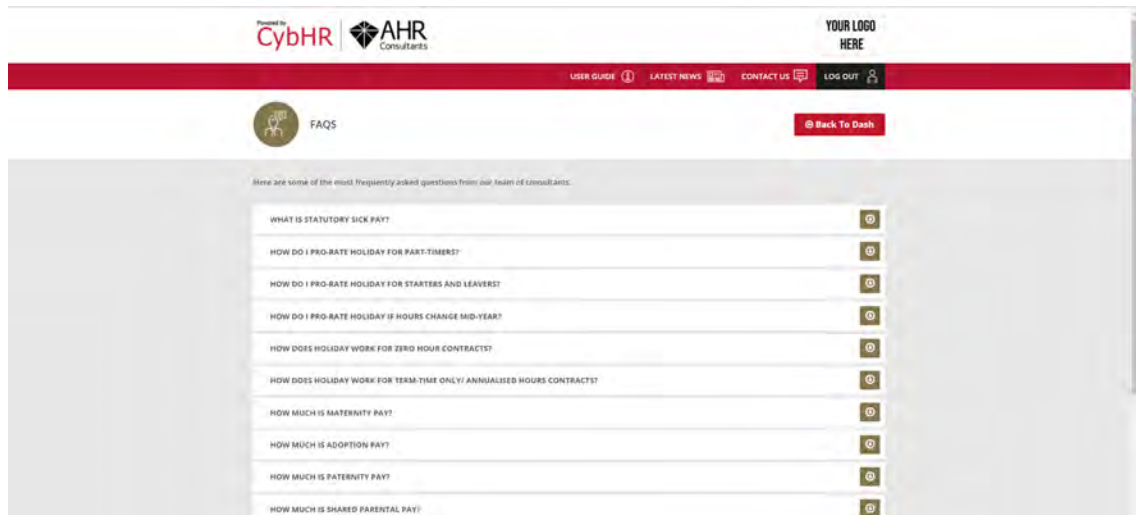 Powered by
CybHR
AHR
Consultants
YOUR LOGO
HERE
USER GUIDE LATEST NEWS CONTACT US LOG OUT
FAQS
Back To Dash
Here are some of the most frequently asked questions from our team of consultants.
WHAT IS STATUTORY SICK PAY?
HOW DO I PRO-RATE HOLIDAY FOR PART-TIMERS?
HOW DO I PRO-RATE HOLIDAY FOR STARTERS AND LEAVERS?
HOW DO I PRO-RATE HOLIDAY IF HOURS CHANGE MID-YEAR?
HOW DOES HOLIDAY WORK FOR ZERO HOUR CONTRACTS?
HOW DOES HOLIDAY WORK FOR TERM-TIME ONLY/ ANNUALISED HOURS CONTRACTS?
HOW MUCH IS MATERNITY PAY?
HOW MUCH IS ADOPTION PAY?
HOW MUCH IS PATERNITY PAY?
HOW MUCH IS SHARED PARENTAL PAY?